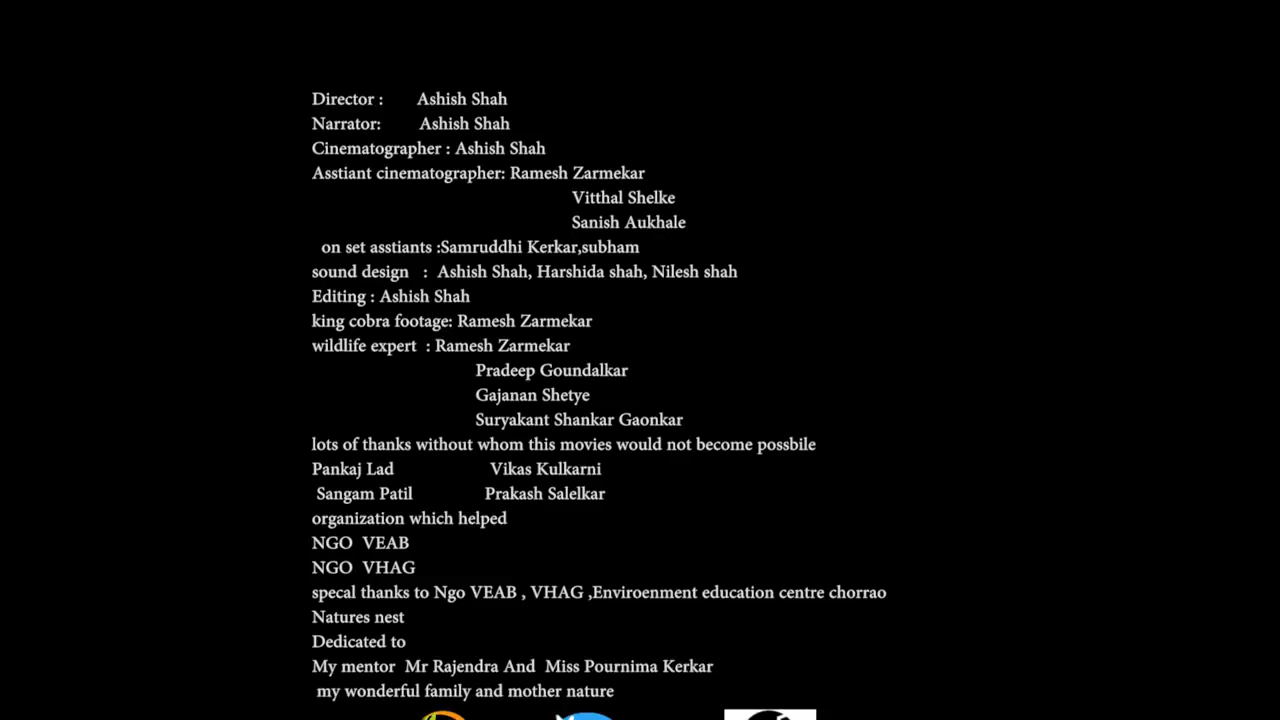 Director : Ashish Shah
Narrator: Ashish Shah
Cinematographer : Ashish Shah
Asstiant cinematographer: Ramesh Zarmekar
Vitthal Shelke
Sanish Aukhale
on set asstiants :Samruddhi Kerkar,subham
sound design : Ashish Shah, Harshida shah, Nilesh shah
Editing : Ashish Shah
king cobra footage: Ramesh Zarmekar
wildlife expert : Ramesh Zarmekar
Pradeep Goundalkar
Gajanan Shetye
Suryakant Shankar Gaonkar
lots of thanks without whom this movies would not become possbile
Pankaj Lad Vikas Kulkarni
Sangam Patil Prakash Salelkar
organization which helped
NGO VEAB
NGO VHAG
specal thanks to Ngo VEAB , VHAG ,Enviroenment education centre chorrao
Natures nest
Dedicated to
My mentor Mr Rajendra And Miss Pournima Kerkar
my wonderful family and mother nature